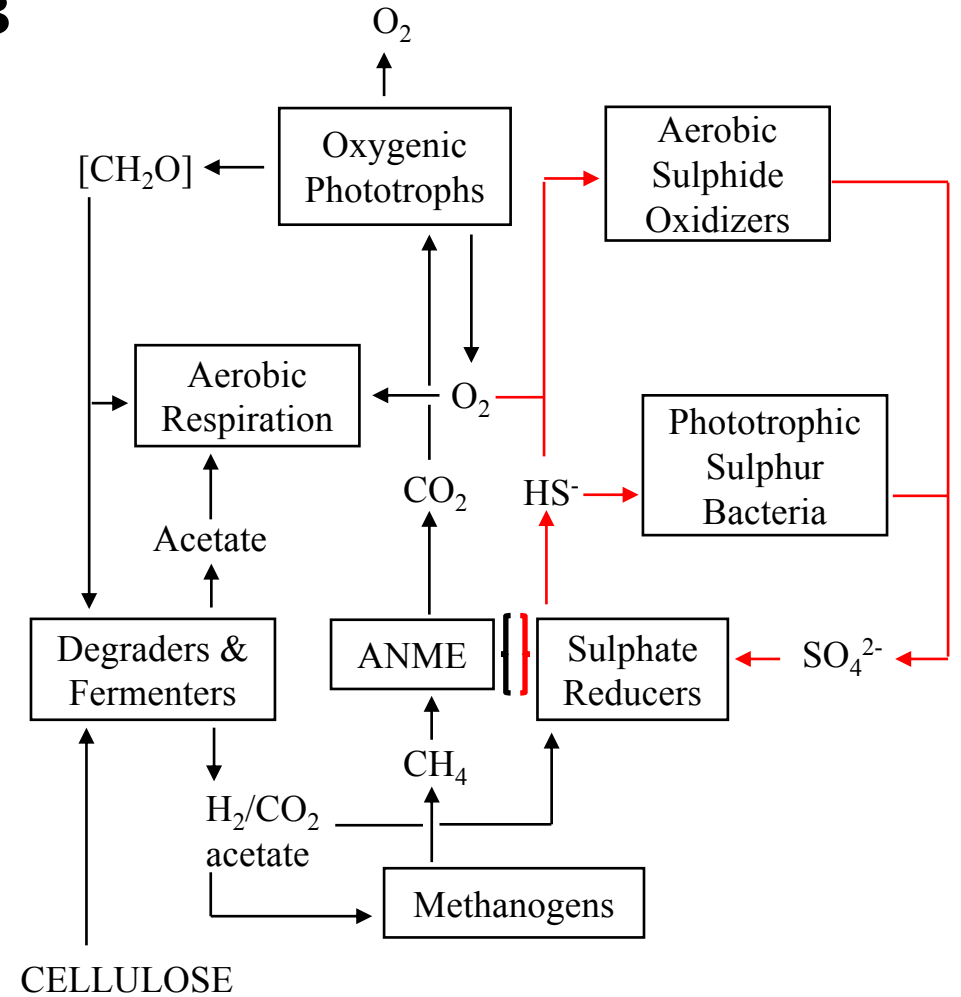 B
O₂
Oxygenic
Phototrophs
[CH₂O]
Aerobic
Sulphide
Oxidizers
Aerobic
Respiration
O₂
Phototrophic
Sulphur
Bacteria
CO₂
HS⁻
Acetate
Degraders &
Fermenters
ANME
Sulphate
Reducers
SO₄²⁻
CH₄
H₂/CO₂
acetate
Methanogens
CELLULOSE